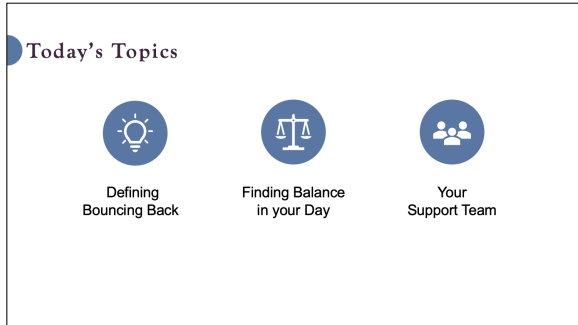 Today's Topics
Defining
Bouncing Back
Finding Balance
in your Day
Your
Support Team